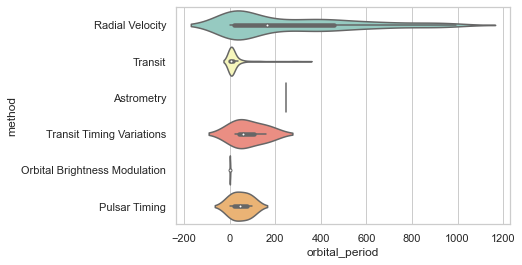 Radial Velocity
Transit
Astrometry
Transit Timing Variations
Orbital Brightness Modulation
Pulsar Timing
method
−200 0 200 400 600 800 1000 1200
orbital_period